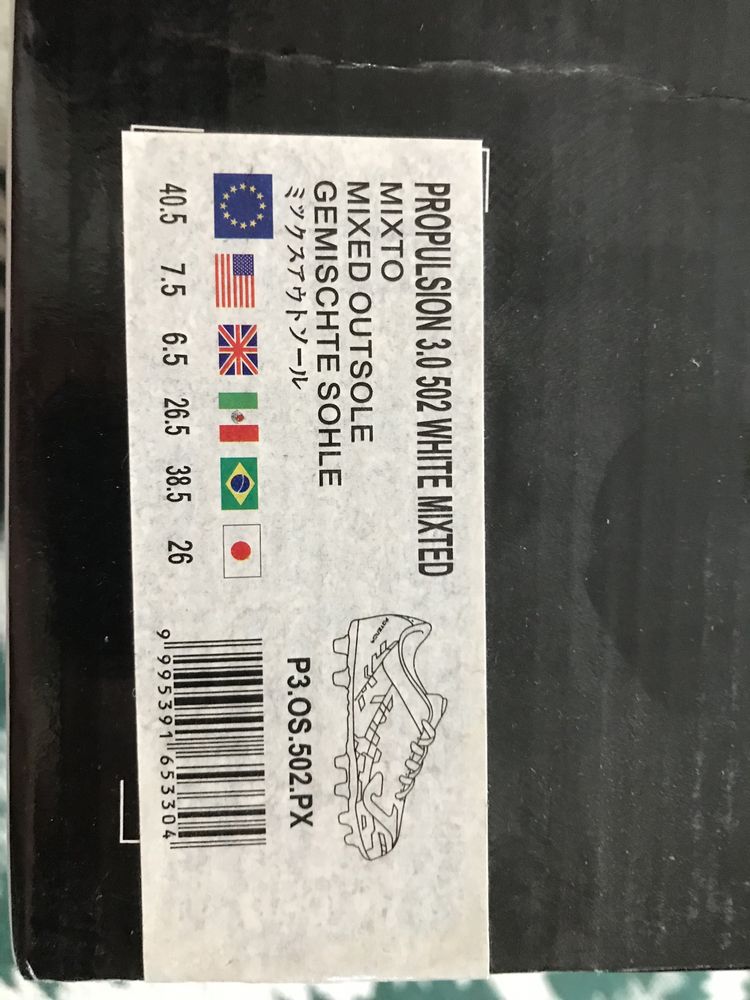 PROPULSION 3.0 502 WHITE MIXTED
MIXTO
MIXED OUTSOLE
GEMISCHTE SOHLE
ミックスアウトソール
40.5 7.5 6.5 26.5 38.5 26
P3.OS.502.PX
9 995391 653304